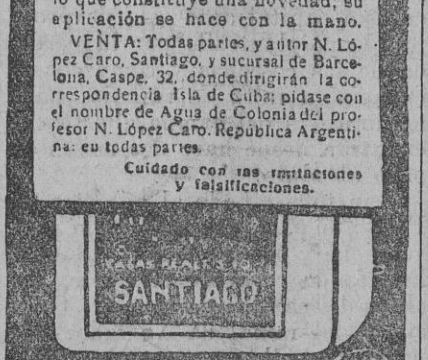 lo que constituye una novedad, su
aplicación se hace con la mano.
VENTA: Todas partes, y autor N. Ló-
pez Caro, Santiago, y sucursal de Barce-
lona, Caspe, 32, donde dirigirán la co-
rrespondencia Isla de Cuba: pídase con
el nombre de Agua de Colonia del pro-
fesor N. López Caro. República Argenti-
na: en todas partes.
Cuidado con las imitaciones
y falsificaciones.
SANTIAGO